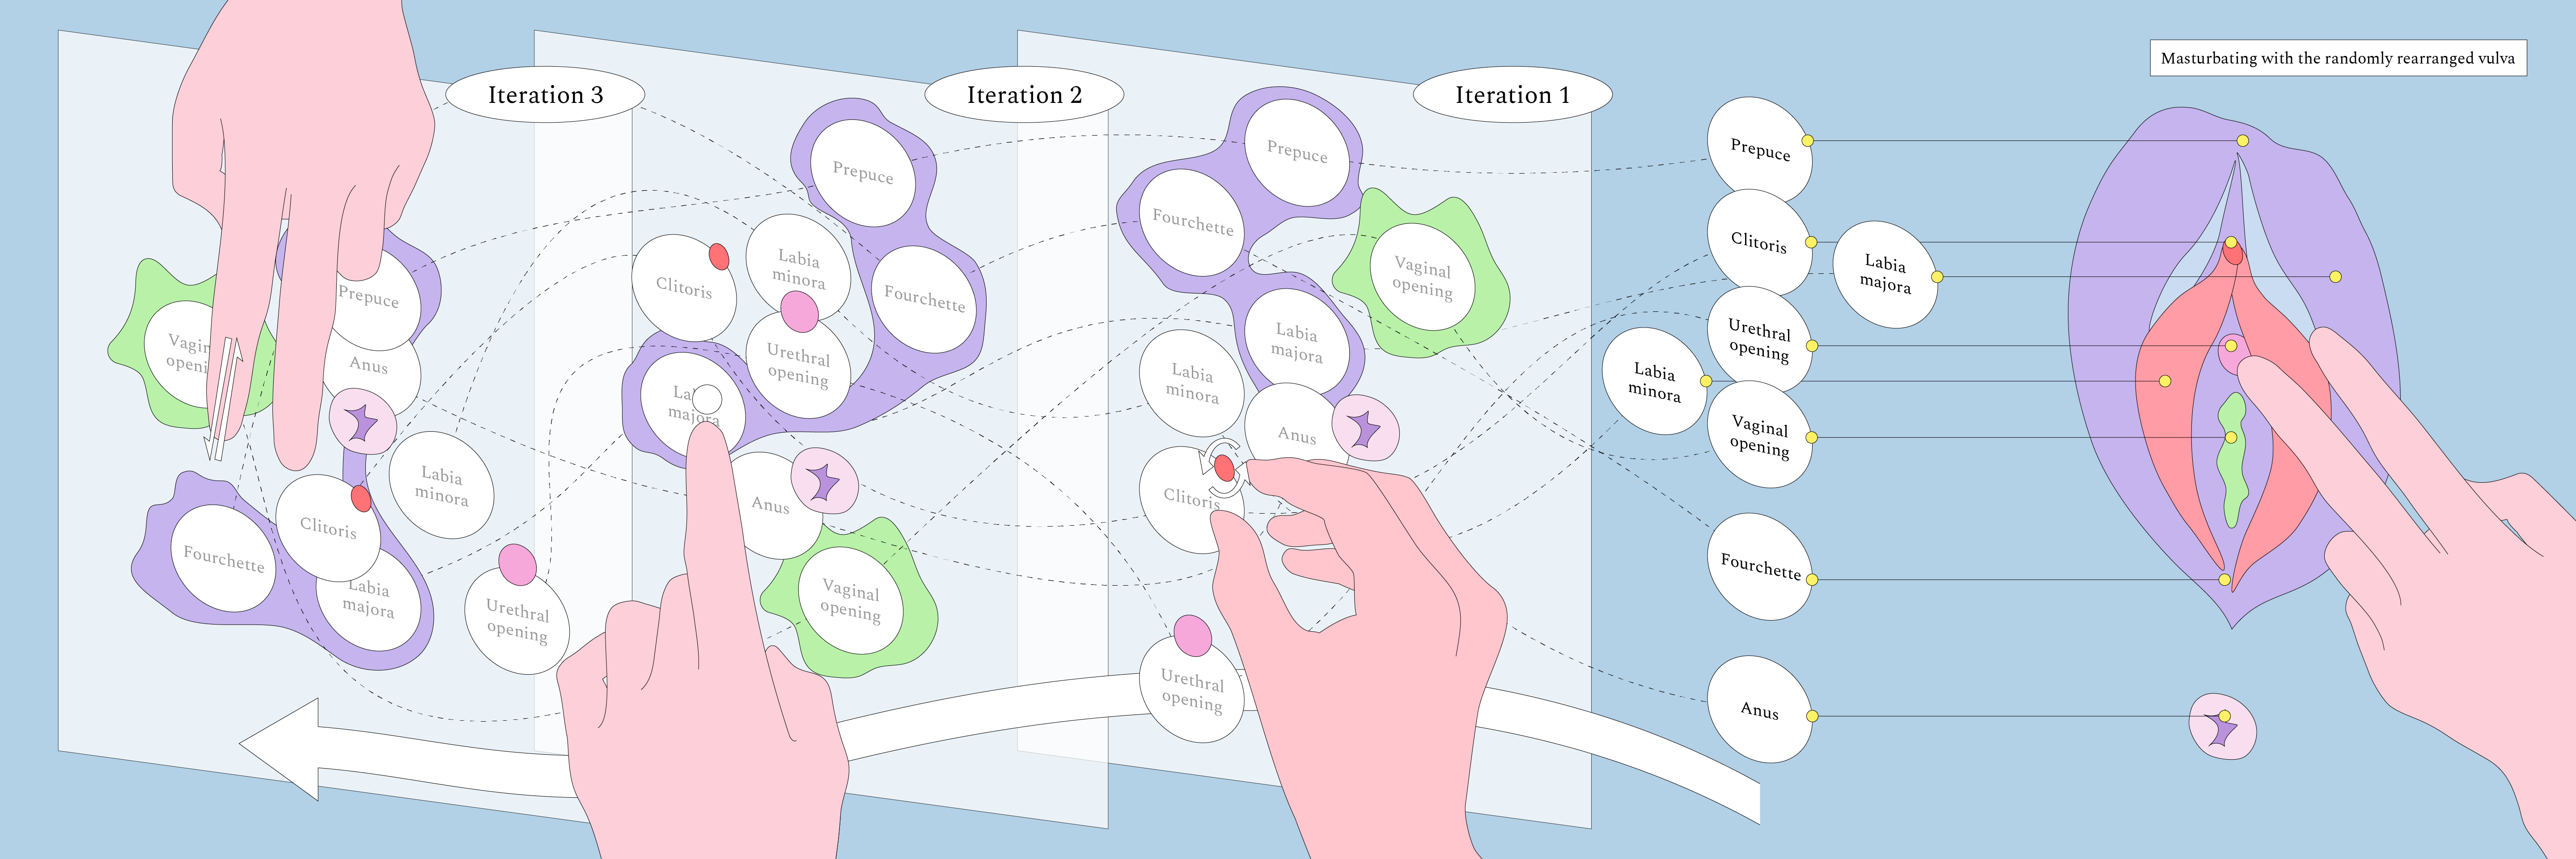 Masturbating with the randomly rearranged vulva
Iteration 3
Iteration 2
Iteration 1
Prepuce
Clitoris
Labia
majora
Urethral
opening
Labia
minora
Vaginal
opening
Fourchette
Anus
Prepuce
Fourchette
Vaginal
opening
Labia
majora
Labia
minora
Anus
Clitoris
Urethral
opening
Prepuce
Labia
minora
Clitoris
Fourchette
Urethral
opening
majora
Anus
Vaginal
opening
Prepuce
Anus
Labia
minora
Clitoris
Fourchette
Labia
majora
Urethral
opening